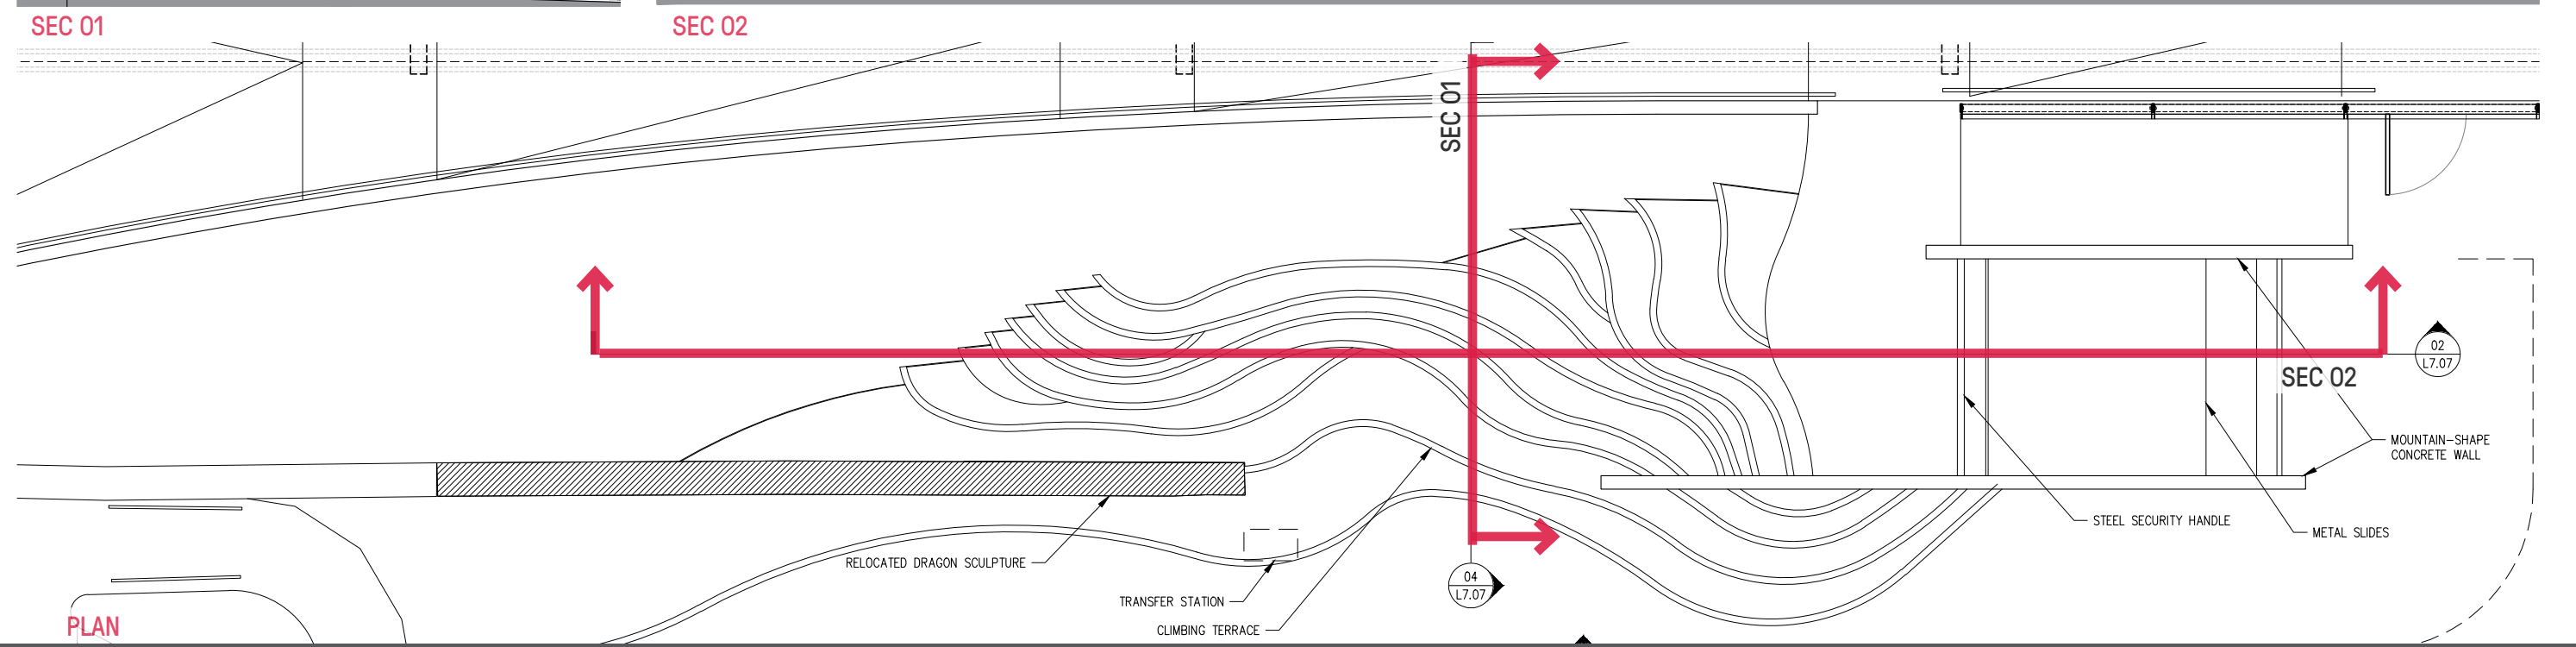 SEC 01
SEC 02
SEC 01
02
L7.07
SEC 02
MOUNTAIN-SHAPE
CONCRETE WALL
STEEL SECURITY HANDLE
METAL SLIDES
RELOCATED DRAGON SCULPTURE
04
L7.07
TRANSFER STATION
CLIMBING TERRACE
PLAN